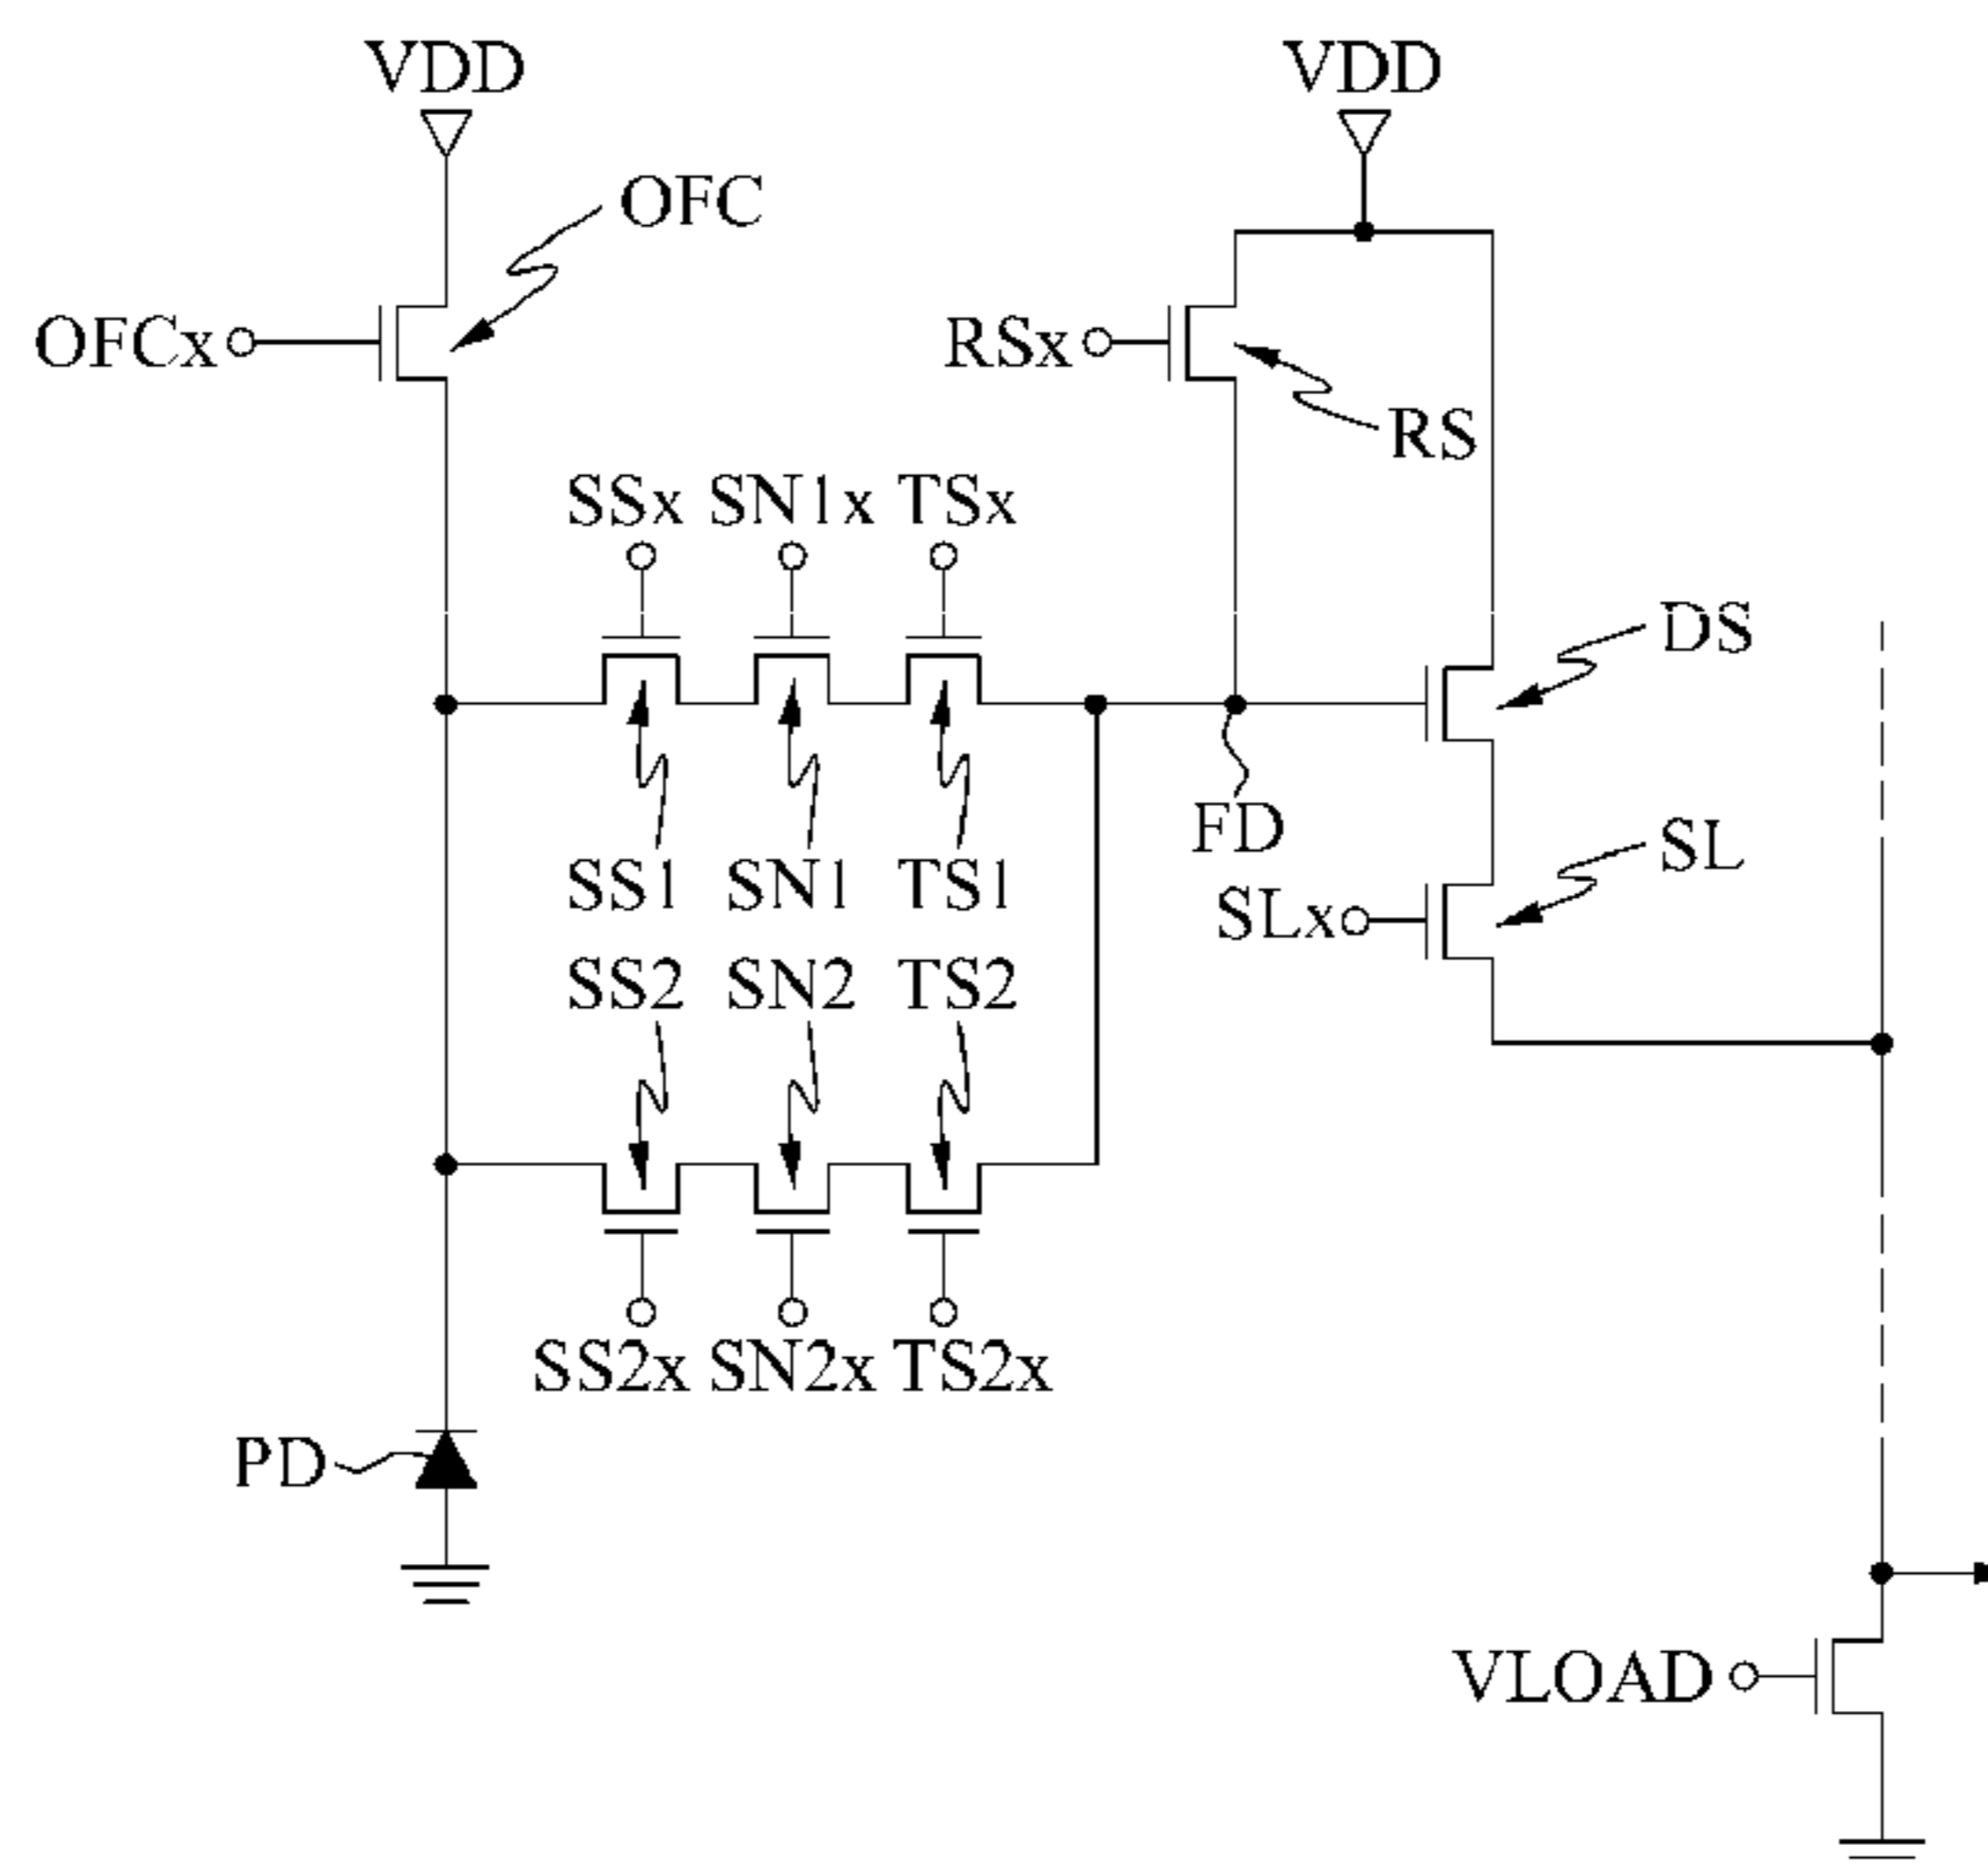 VDD
VDD
OFC
OFCx
RSx
RS
SSx SN1x TSx
DS
FD
SL
SS1 SN1 TS1
SLx
SS2 SN2 TS2
SS2x SN2x TS2x
PD
VLOAD